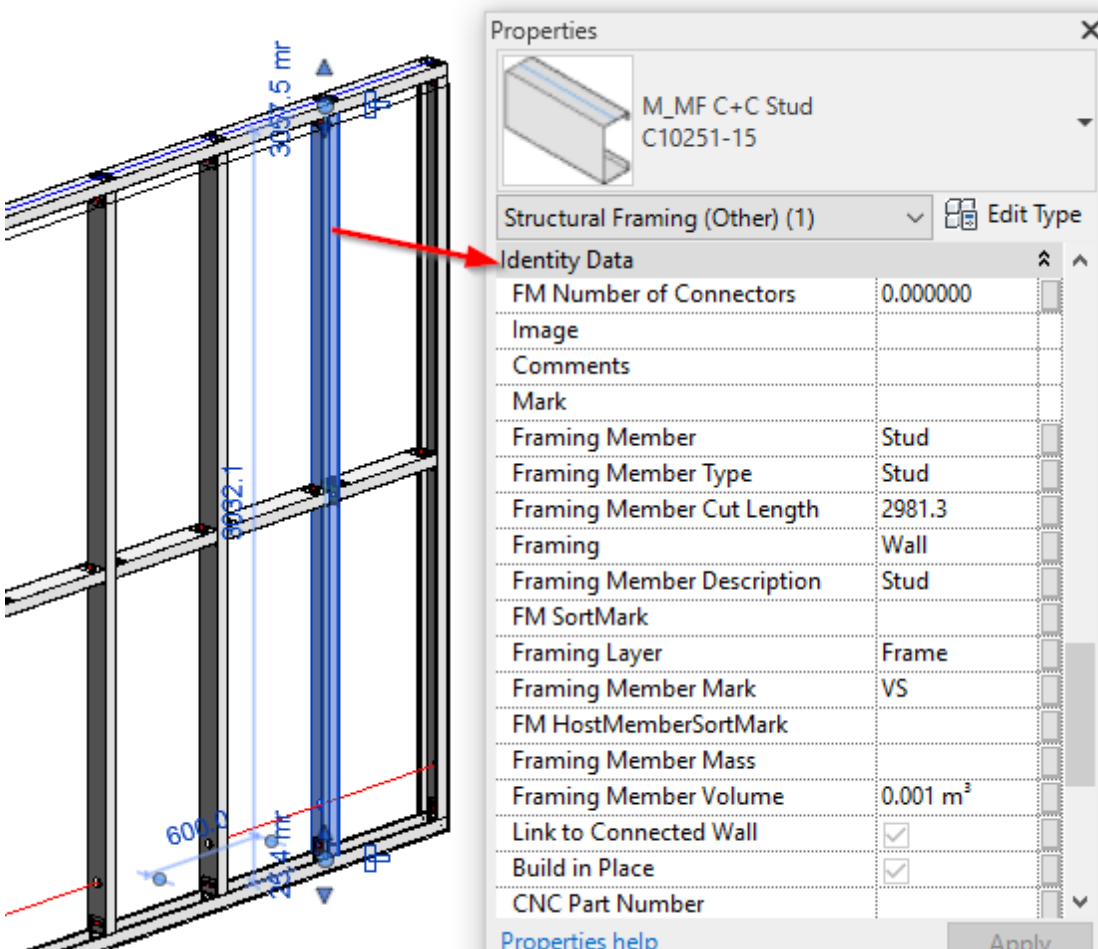 Properties
M_MF C+C Stud
C10251-15
Structural Framing (Other) (1)
Edit Type
Identity Data
FM Number of Connectors 0.000000
Image
Comments
Mark
Framing Member Stud
Framing Member Type Stud
Framing Member Cut Length 2981.3
Framing Wall
Framing Member Description Stud
FM SortMark
Framing Layer Frame
Framing Member Mark VS
FM HostMemberSortMark
Framing Member Mass
Framing Member Volume 0.001 m³
Link to Connected Wall
Build in Place
CNC Part Number
Properties help
Apply
600.0